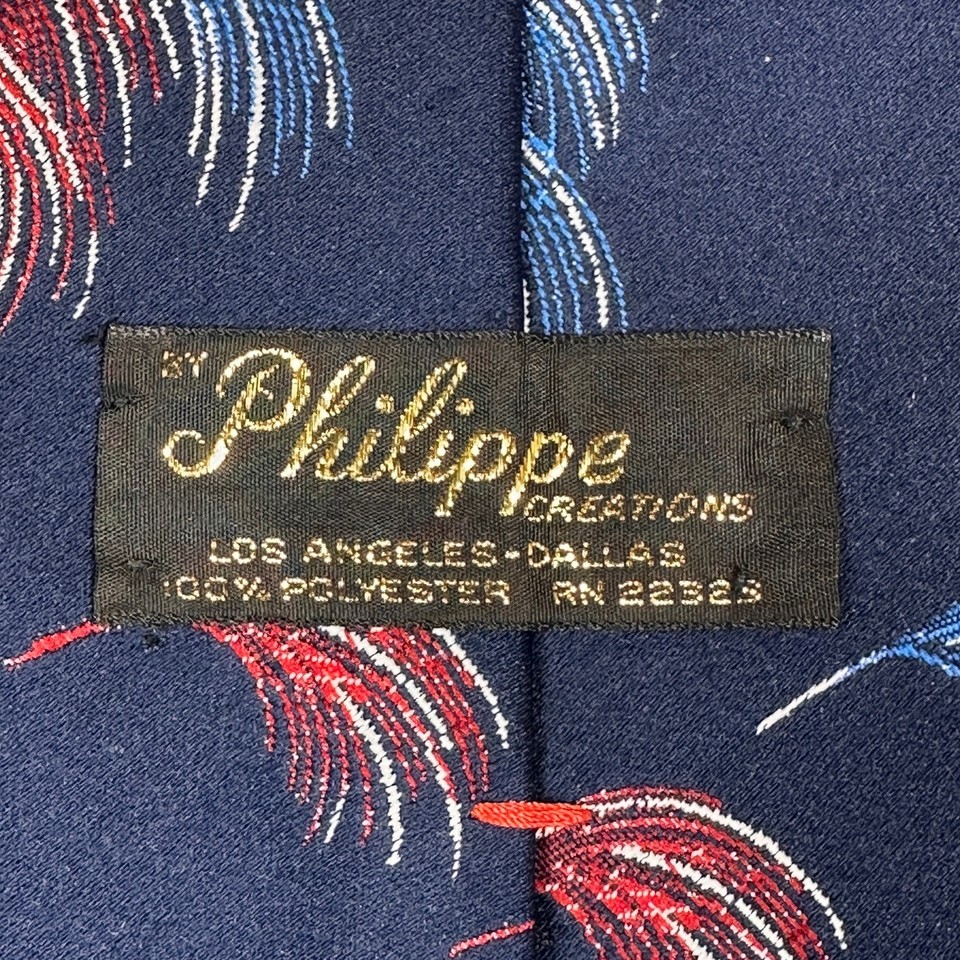 BY Philippe
CREATIONS
LOS ANGELES-DALLAS
100% POLYESTER RN 22323